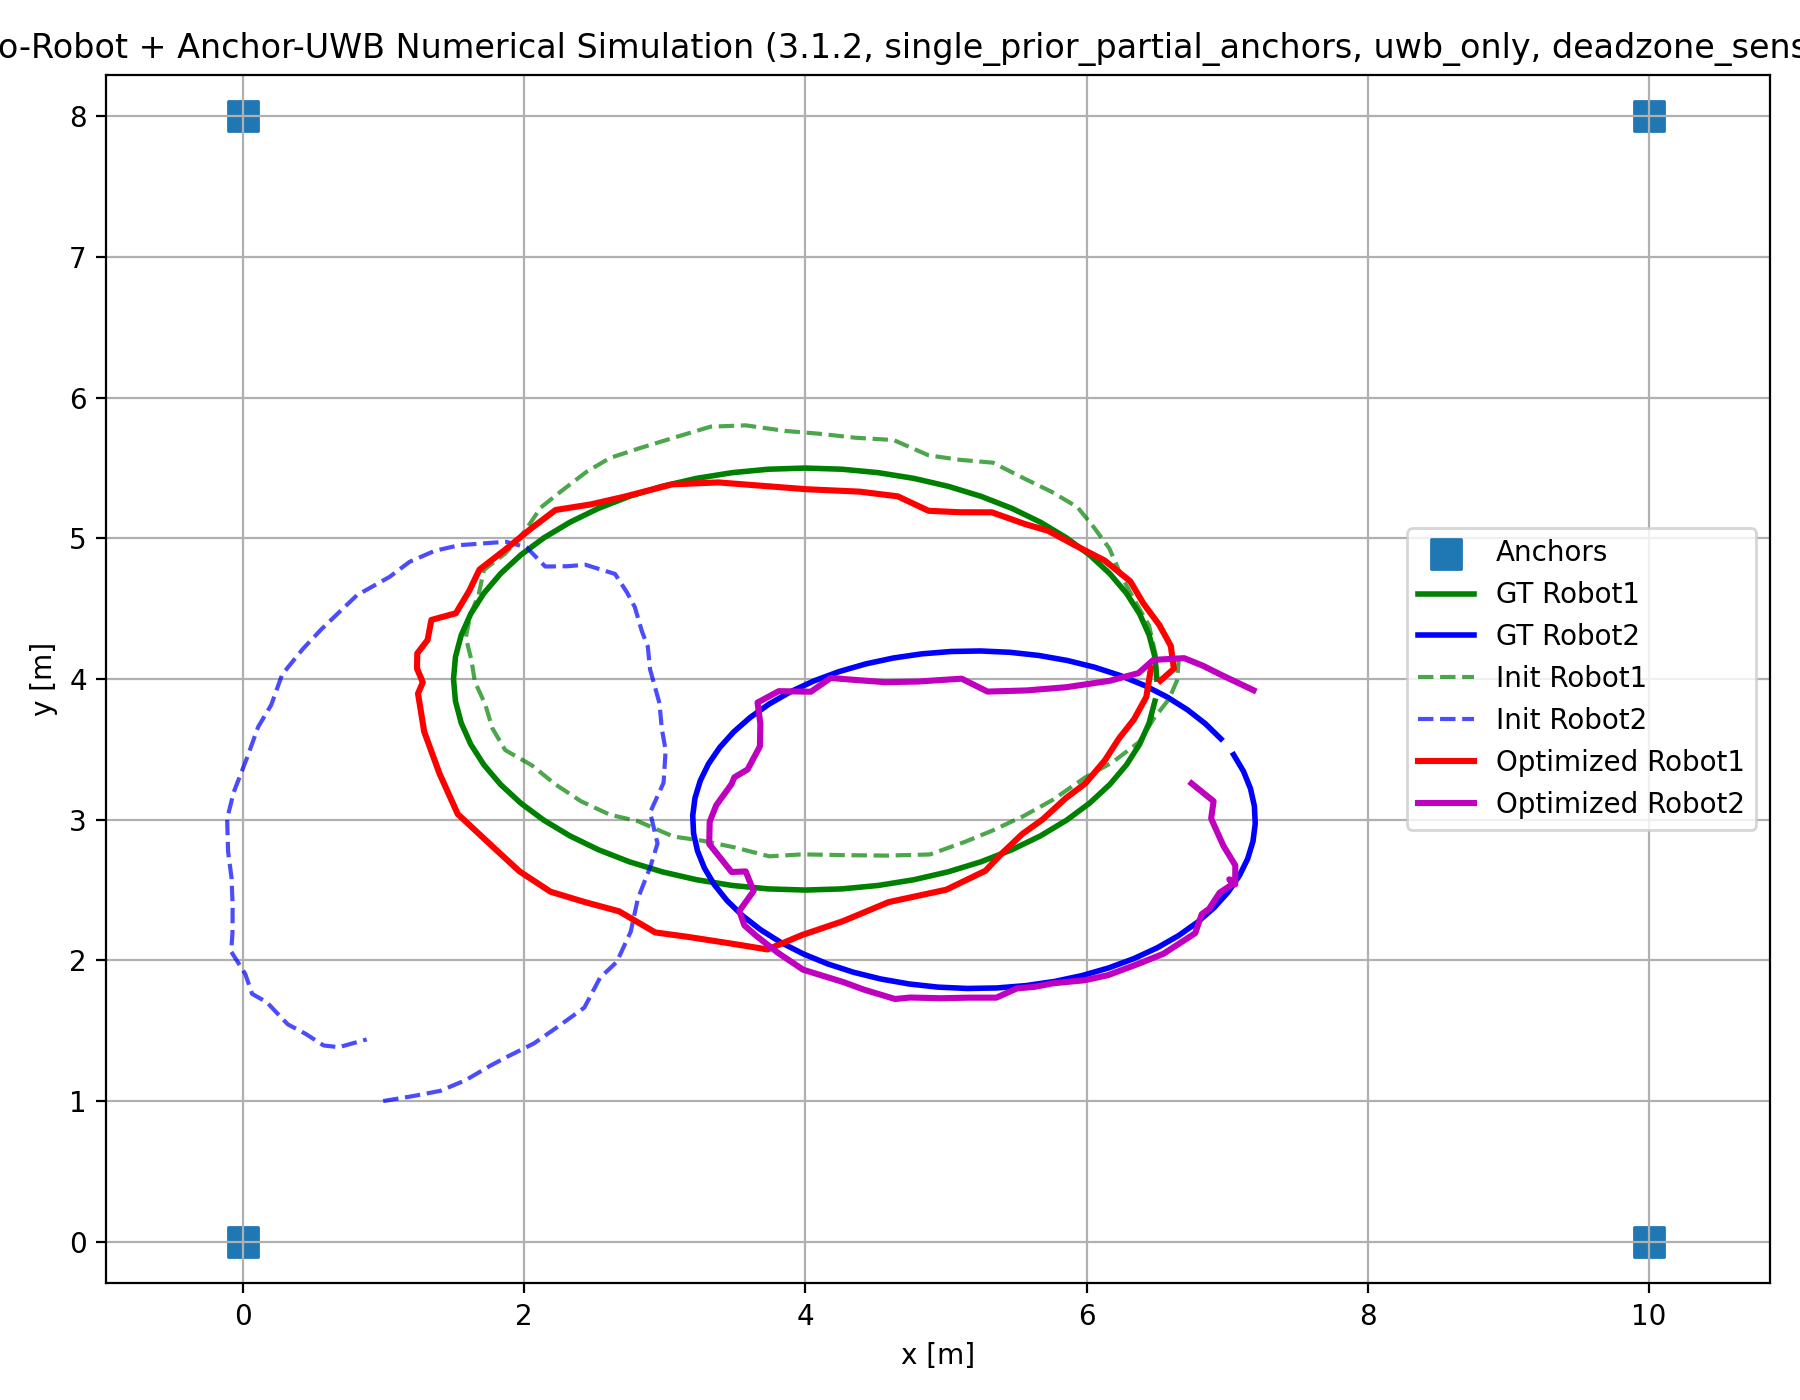 o-Robot + Anchor-UWB Numerical Simulation (3.1.2, single_prior_partial_anchors, uwb_only, deadzone_sens
8
7
6
5
4
3
2
1
0
y [m]
Anchors
GT Robot1
GT Robot2
Init Robot1
Init Robot2
Optimized Robot1
Optimized Robot2
0 2 4 6 8 10
x [m]